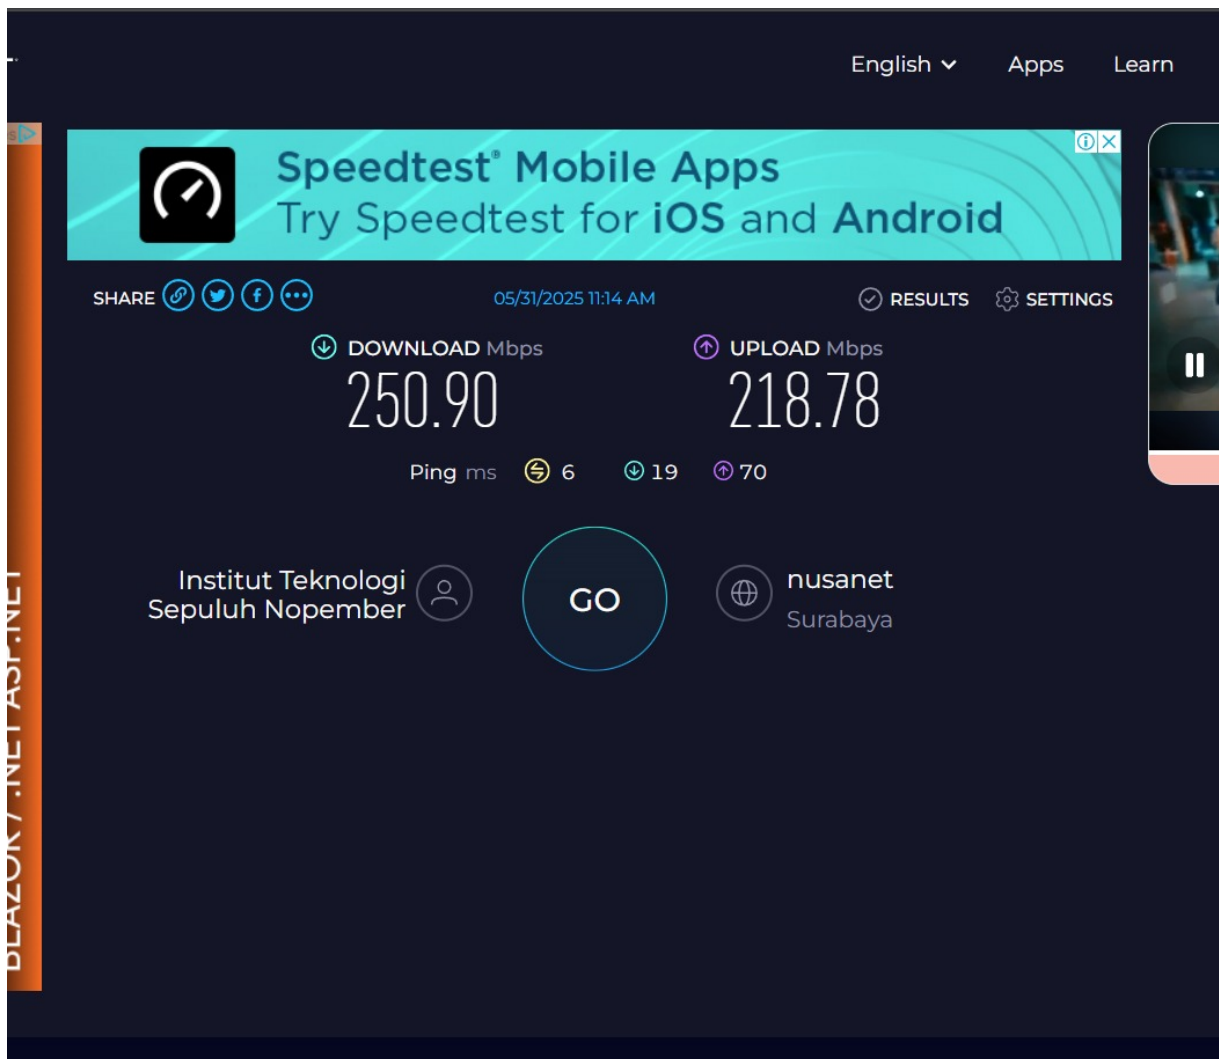 English
Apps
Learn
Speedtest® Mobile Apps
Try Speedtest for iOS and Android
SHARE
05/31/2025 11:14 AM
RESULTS
SETTINGS
DOWNLOAD Mbps
250.90
UPLOAD Mbps
218.78
Ping ms 6 19 70
Institut Teknologi
Sepuluh Nopember
GO
nusanet
Surabaya
BLAZOR / .NET ASP.NET